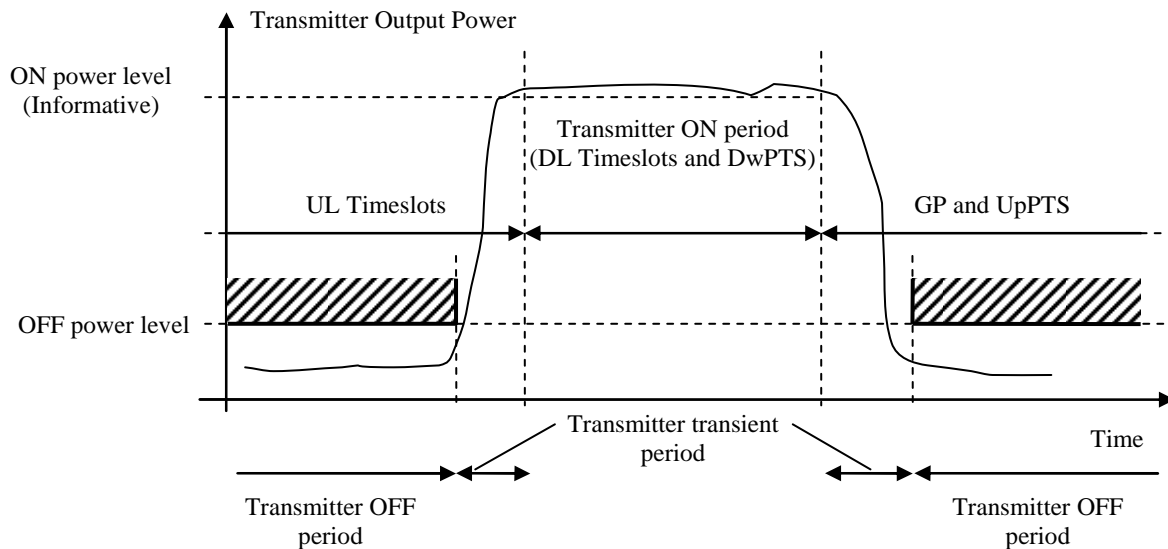 Transmitter Output Power
ON power level
(Informative)
Transmitter ON period
(DL Timeslots and DwPTS)
UL Timeslots
GP and UpPTS
OFF power level
Transmitter transient
period
Time
Transmitter OFF
period
Transmitter OFF
period